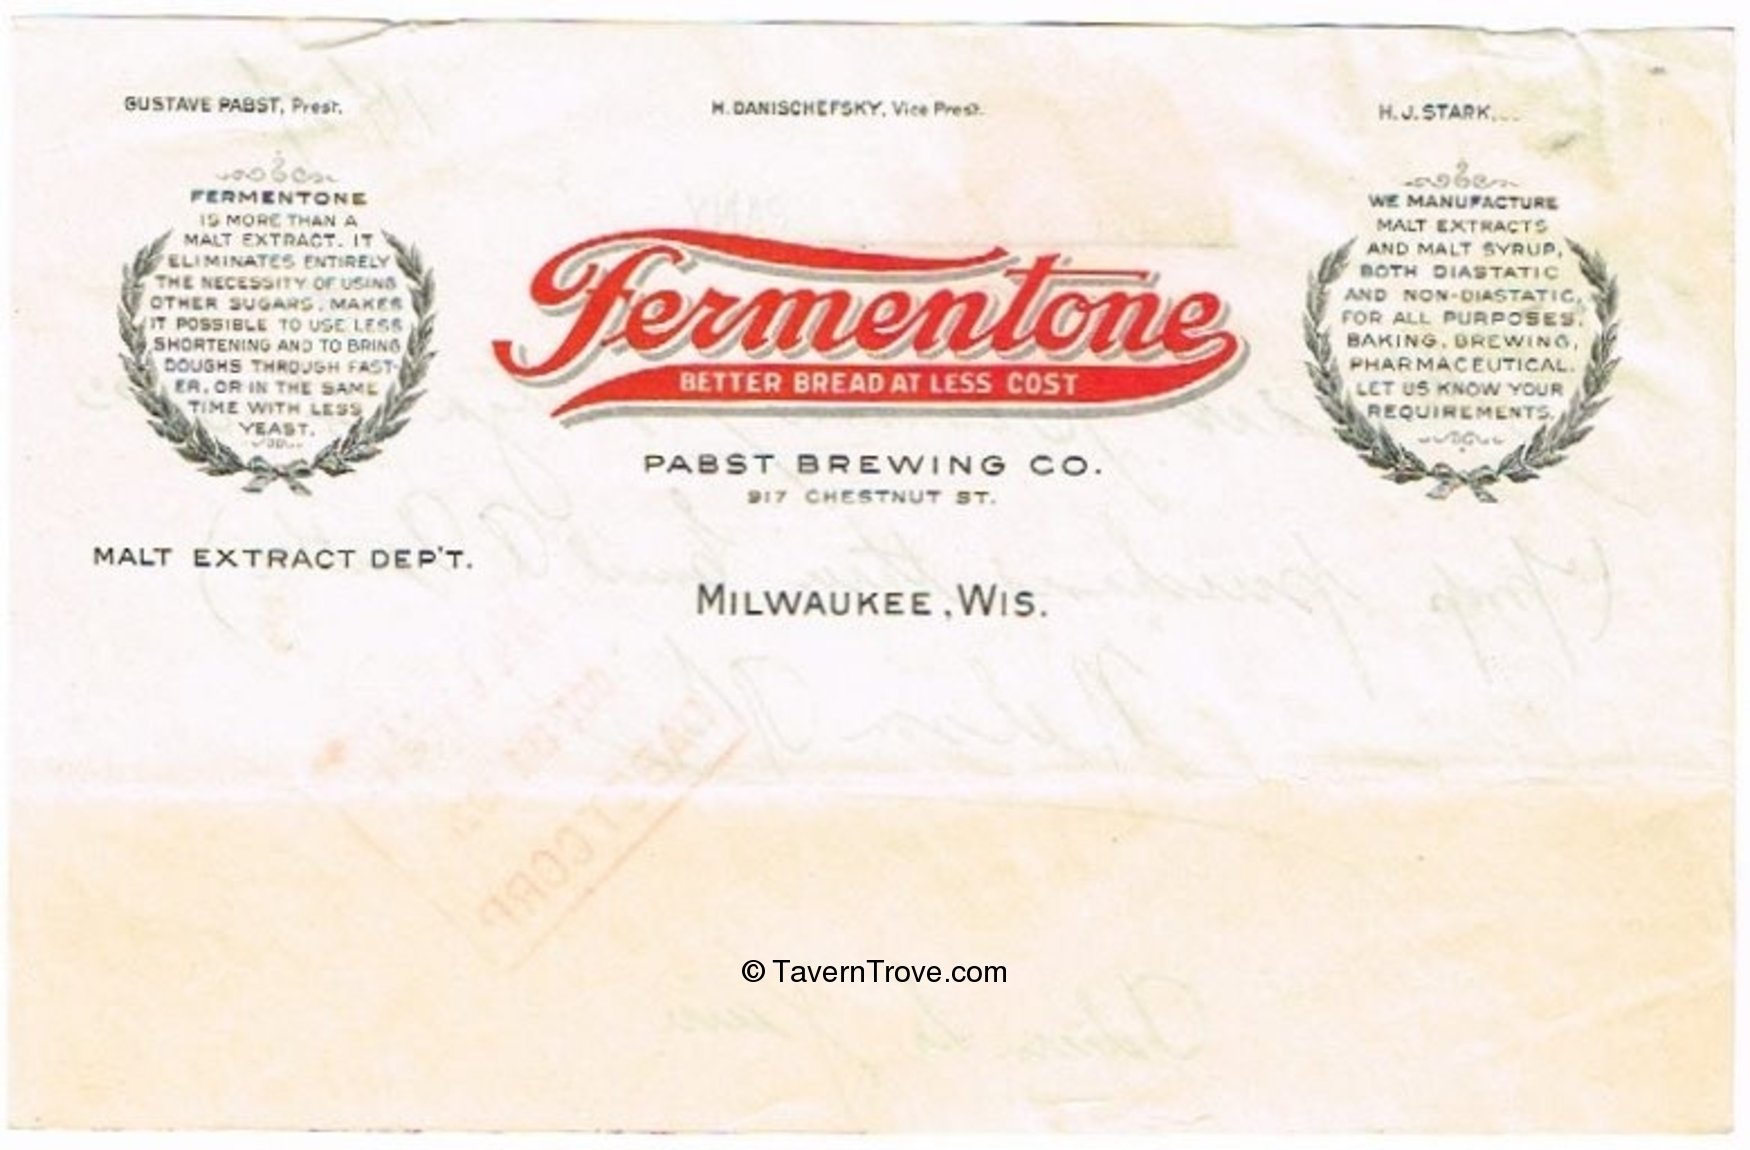 GUSTAVE PABST, Prest.
H. DANISCHEFSKY, Vice Prest.
H. J. STARK,
FERMENTONE
IS MORE THAN A
MALT EXTRACT. IT
ELIMINATES ENTIRELY
THE NECESSITY OF USING
OTHER SUGARS. MAKES
IT POSSIBLE TO USE LESS
SHORTENING AND TO BRING
DOUGHS THROUGH FAST-
ER, OR IN THE SAME
TIME WITH LESS
YEAST.
Fermentone
BETTER BREAD AT LESS COST
PABST BREWING CO.
917 CHESTNUT ST.
WE MANUFACTURE
MALT EXTRACTS
AND MALT SYRUP,
BOTH DIASTATIC
AND NON-DIASTATIC,
FOR ALL PURPOSES,
BAKING, BREWING,
PHARMACEUTICAL.
LET US KNOW YOUR
REQUIREMENTS.
MALT EXTRACT DEP'T.
MILWAUKEE, WIS.
© TavernTrove.com